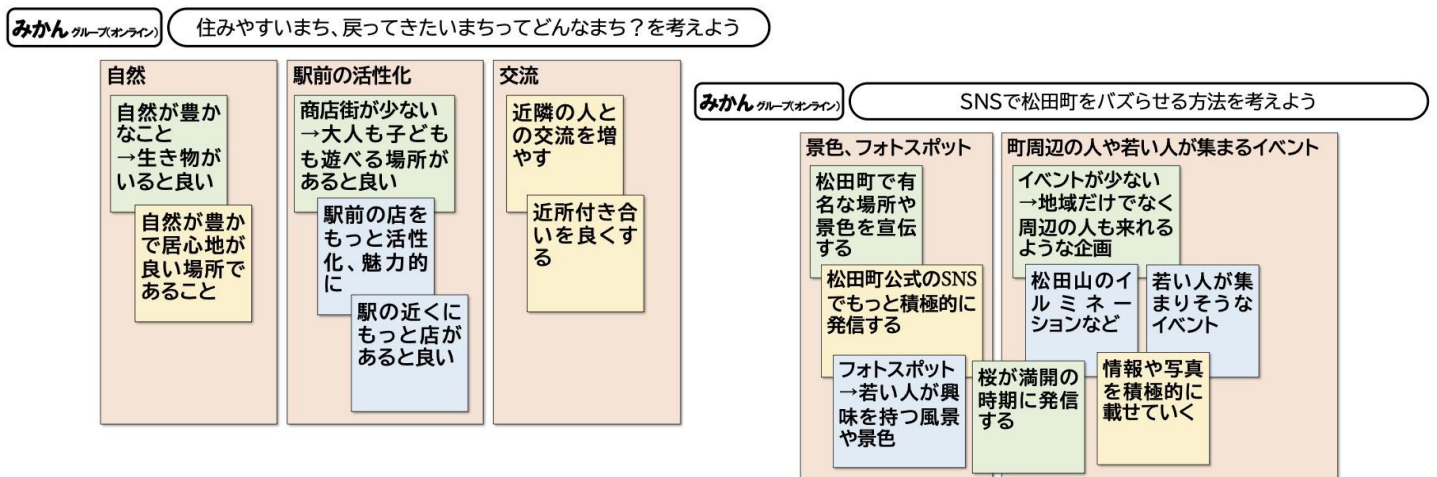 みかん グループ(オンライン)
住みやすいまち、戻ってきたいまちってどんなまち？を考えよう
自然
自然が豊か
なこと
→生き物が
いると良い
自然が豊か
で居心地が
良い場所で
あること
駅前の活性化
商店街が少ない
→大人も子ども
も遊べる場所が
あると良い
駅前の店を
もっと活性
化、魅力的
に
駅の近くに
もっと店が
あると良い
交流
近隣の人と
の交流を増
やす
近所付き合
いを良くす
る
みかん グループ(オンライン)
SNSで松田町をバズらせる方法を考えよう
景色、フォトスポット
松田町で有
名な場所や
景色を宣伝
する
松田町公式のSNS
でもっと積極的に
発信する
フォトスポット
→若い人が興
味を持つ風景
や景色
桜が満開の
時期に発信
する
町周辺の人や若い人が集まるイベント
イベントが少ない
→地域だけでなく
周辺の人も来れる
ような企画
松田山のイ
ルミネー
ションなど
若い人が集
まりそうな
イベント
情報や写真
を積極的に
載せていく